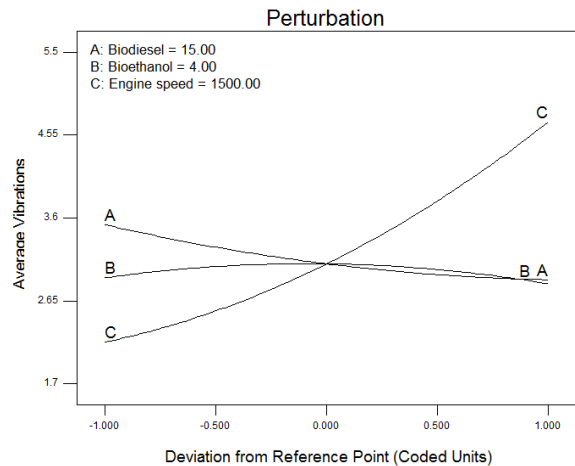 Perturbation
A: Biodiesel = 15.00
B: Bioethanol = 4.00
C: Engine speed = 1500.00
Average Vibrations
5.5
4.55
3.6
2.65
1.7
A
B
C
C
B A
-1.000 -0.500 0.000 0.500 1.000
Deviation from Reference Point (Coded Units)